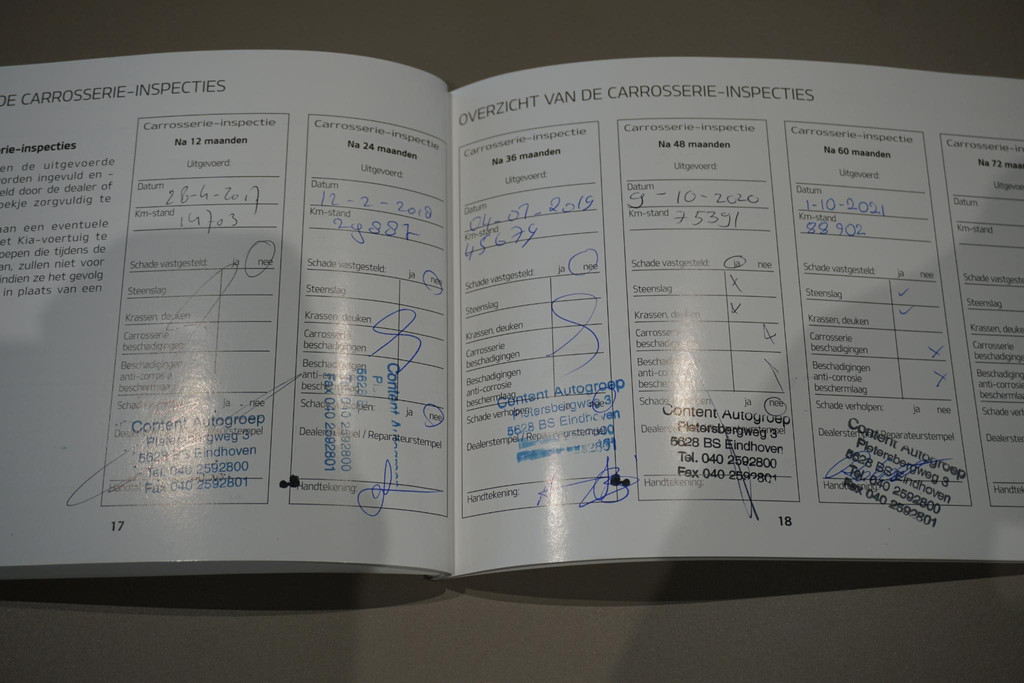 DE CARROSSERIE-INSPECTIES
rie-inspecties
en de uitgevoerde
orden ingevuld en -
eld door de dealer of
oekje zorgvuldig te
aan een eventuele
et Kia-voertuig te
oepen die tijdens de
an, zullen niet voor
indien ze het gevolg
in plaats van een
Carrosserie-inspectie
Na 12 maanden
Uitgevoerd:
Datum 28-4-2017
Km-stand 14703
Schade vastgesteld: ja nee
Steenslag
Krassen, deuken
Carrosserie
beschadigingen
Beschadigingen
anti-corrosie
beschermlaag
Content Autogroep
Pietersbergweg 3
5628 BS Eindhoven
Tel. 040 2592800
Fax 040 2592801
17
Carrosserie-inspectie
Na 24 maanden
Uitgevoerd:
Datum 12-2-2018
Km-stand 29887
Schade vastgesteld: ja nee
Steenslag
Krassen, deuken
Carrosserie
beschadigingen
Schade verholpen: ja nee
Dealerstempel / Reparateurstempel
Fax 040 2592801
Handtekening:
OVERZICHT VAN DE CARROSSERIE-INSPECTIES
Carrosserie-inspectie
Na 36 maanden
Uitgevoerd:
Datum 04-07-2019
Km-stand 45679
Schade vastgesteld: ja nee
Steenslag
Krassen, deuken
Carrosserie
beschadigingen
Beschadigingen
anti-corrosie
beschermlaag
Schade verholpen:
Content Autogroep
Pietersbergweg 3
5628 BS Eindhoven
Handtekening:
Carrosserie-inspectie
Na 48 maanden
Uitgevoerd:
Datum 9-10-2020
Km-stand 75391
Schade vastgesteld: ja nee
Steenslag
Krassen, deuken
Carrosserie
beschadigingen
Schade verholpen: ja nee
Content Autogroep
Pietersbergweg 3
5628 BS Eindhoven
Tel. 040 2592800
Fax 040 2592801
18
Carrosserie-inspectie
Na 60 maanden
Uitgevoerd:
Datum
1-10-2021
Km-stand
88902
Schade vastgesteld: ja nee
Steenslag
Krassen, deuken
Carrosserie
beschadigingen
Beschadigingen
anti-corrosie
beschermlaag
Schade verholpen: ja nee
Content Autogroep
Pietersbergweg 3
5628 BS Eindhoven
Tel. 040 2592800
Fax 040 2592801
Carrosserie-in
Na 72 maa
Datum
Km-stand
Schade vastgest
Steenslag
Krassen, deuken
Carrosserie
beschadigingen
Beschadigingen
anti-corrosie
beschermlaag
Schade verh
Handtekening